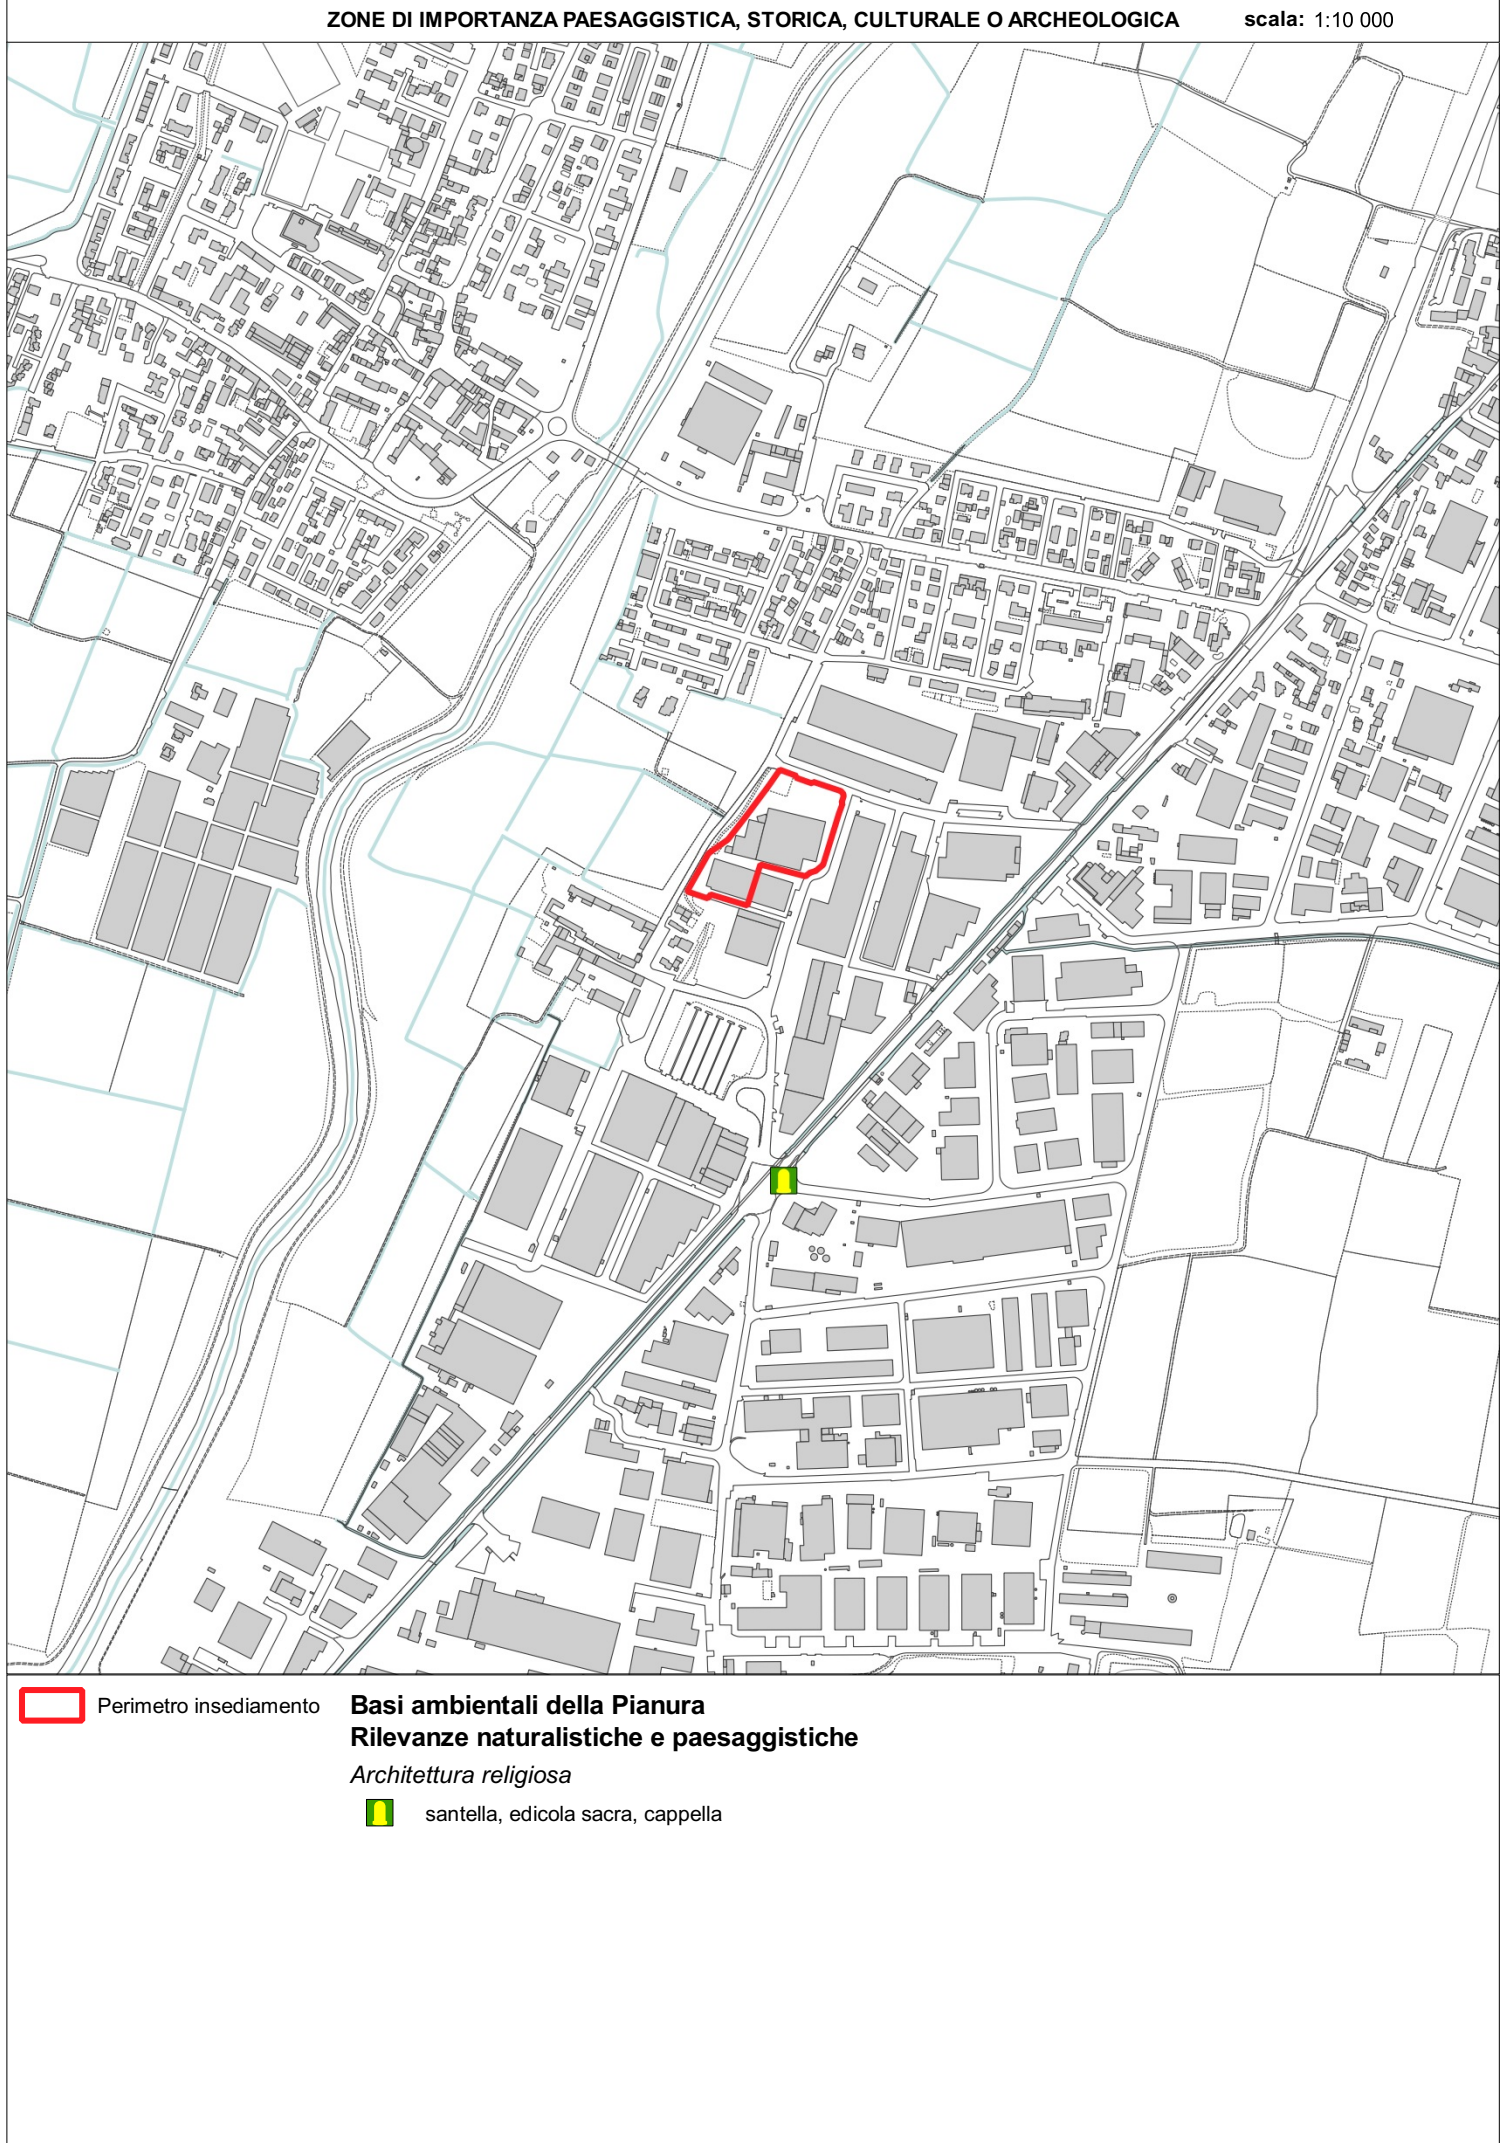 ZONE DI IMPORTANZA PAESAGGISTICA, STORICA, CULTURALE O ARCHEOLOGICA scala: 1:10 000
Perimetro insediamento
Basi ambientali della Pianura
Rilevanze naturalistiche e paesaggistiche
Architettura religiosa
santella, edicola sacra, cappella